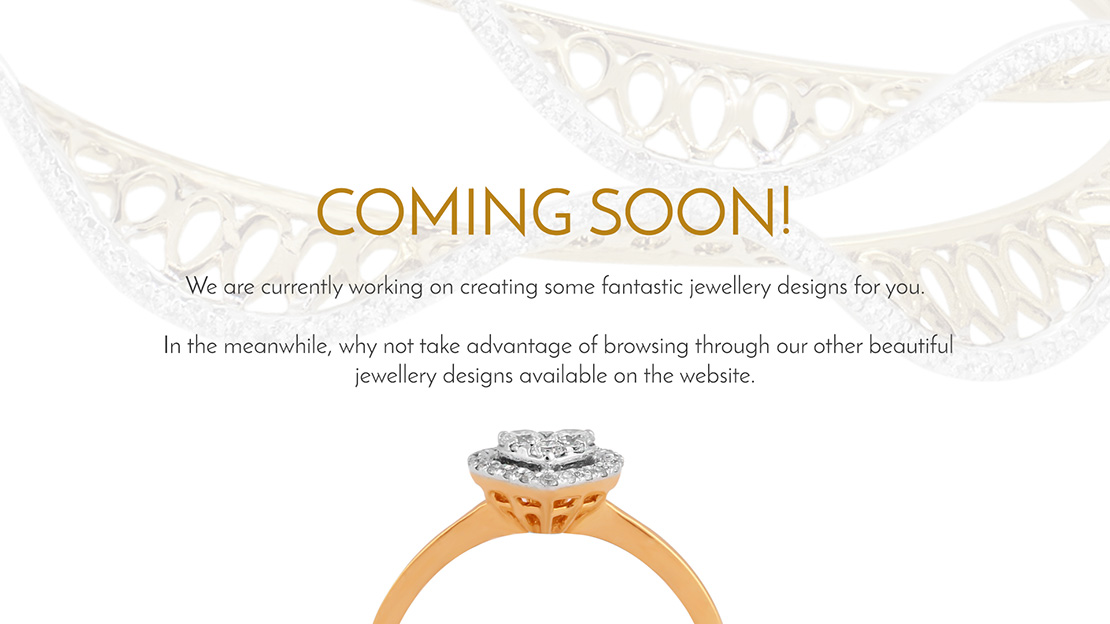 COMING SOON!
We are currently working on creating some fantastic jewellery designs for you.
In the meanwhile, why not take advantage of browsing through our other beautiful
jewellery designs available on the website.